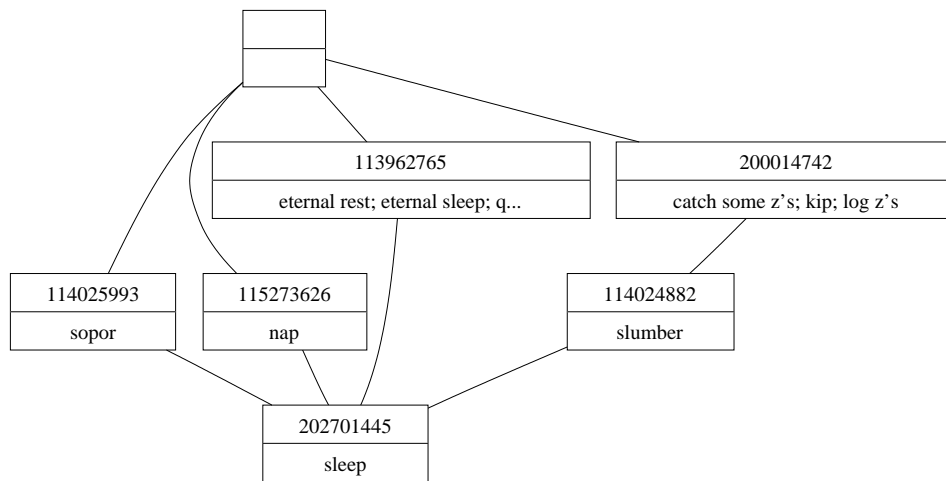 113962765
eternal rest; eternal sleep; q...
200014742
catch some z's; kip; log z's
114025993
sopor
115273626
nap
114024882
slumber
202701445
sleep